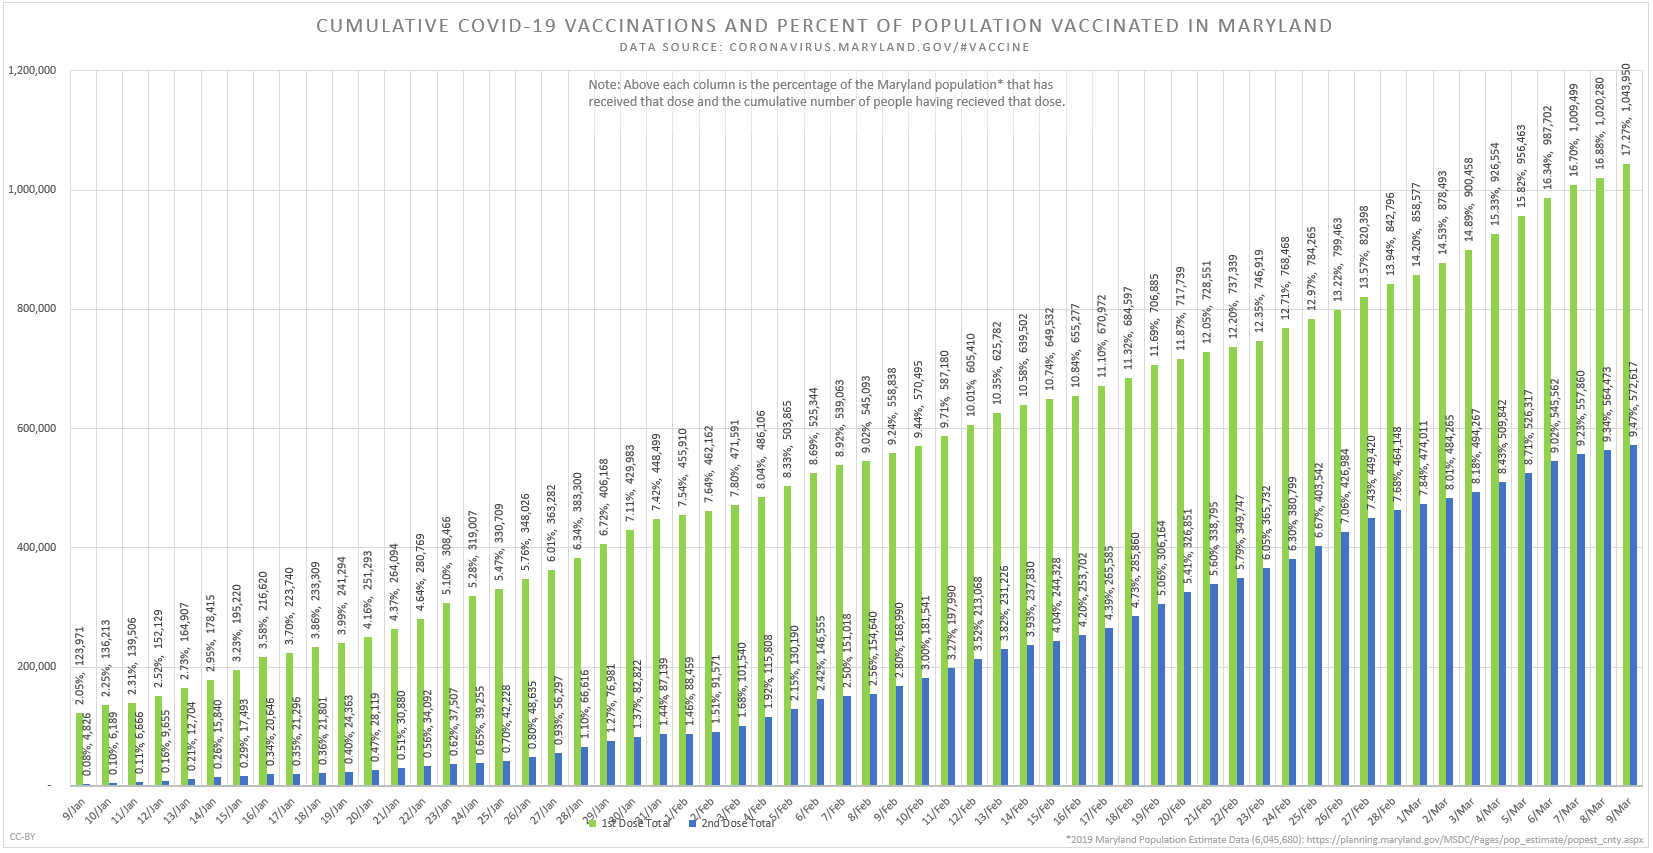 CUMULATIVE COVID-19 VACCINATIONS AND PERCENT OF POPULATION VACCINATED IN MARYLAND
DATA SOURCE: CORONAVIRUS.MARYLAND.GOV/#VACCINE
Note: Above each column is the percentage of the Maryland population* that has
received that dose and the cumulative number of people having recieved that dose.
1,200,000
1,000,000
800,000
600,000
400,000
200,000
-
2.05%, 123,971
0.08%, 4,826
2.25%, 136,213
0.10%, 6,189
2.31%, 139,506
0.11%, 6,666
2.52%, 152,129
0.16%, 9,655
2.73%, 164,907
0.21%, 12,704
2.95%, 178,415
0.26%, 15,840
3.23%, 195,220
0.29%, 17,493
3.58%, 216,620
0.34%, 20,646
3.70%, 223,740
0.35%, 21,296
3.86%, 233,309
0.36%, 21,801
3.99%, 241,294
0.40%, 24,363
4.16%, 251,293
0.47%, 28,119
4.37%, 264,094
0.51%, 30,880
4.64%, 280,769
0.56%, 34,092
5.10%, 308,466
0.62%, 37,507
5.28%, 319,007
0.65%, 39,255
5.47%, 330,709
0.70%, 42,228
5.76%, 348,026
0.80%, 48,635
6.01%, 363,282
0.93%, 56,297
6.34%, 383,300
1.10%, 66,616
6.72%, 406,168
1.27%, 76,981
7.11%, 429,983
1.37%, 82,822
7.42%, 448,499
1.44%, 87,139
7.54%, 455,910
1.46%, 88,459
7.64%, 462,162
1.51%, 91,571
7.80%, 471,591
1.68%, 101,540
8.04%, 486,106
1.92%, 115,808
8.33%, 503,865
2.15%, 130,190
8.69%, 525,344
2.42%, 146,555
8.92%, 539,063
2.50%, 151,018
9.02%, 545,093
2.56%, 154,640
9.24%, 558,838
2.80%, 168,990
9.44%, 570,495
3.00%, 181,541
9.71%, 587,180
3.27%, 197,990
10.01%, 605,410
3.52%, 213,068
10.35%, 625,782
3.82%, 231,226
10.58%, 639,502
3.93%, 237,830
10.74%, 649,532
4.04%, 244,328
10.84%, 655,277
4.20%, 253,702
11.10%, 670,972
4.39%, 265,585
11.32%, 684,597
4.73%, 285,860
11.69%, 706,885
5.06%, 306,164
11.87%, 717,739
5.41%, 326,851
12.05%, 728,551
5.60%, 338,795
12.20%, 737,339
5.79%, 349,747
12.35%, 746,919
6.05%, 365,732
12.71%, 768,468
6.30%, 380,799
12.97%, 784,265
6.67%, 403,542
13.22%, 799,463
7.06%, 426,984
13.57%, 820,398
7.43%, 449,420
13.94%, 842,796
7.68%, 464,148
14.20%, 858,577
7.84%, 474,011
14.53%, 878,493
8.01%, 484,265
14.89%, 900,458
8.18%, 494,267
15.33%, 926,554
8.43%, 509,842
15.82%, 956,463
8.71%, 526,317
16.34%, 987,702
9.02%, 545,562
16.70%, 1,009,499
9.23%, 557,860
16.88%, 1,020,280
9.34%, 564,473
17.27%, 1,043,950
9.47%, 572,617
9/Jan
10/Jan
11/Jan
12/Jan
13/Jan
14/Jan
15/Jan
16/Jan
17/Jan
18/Jan
19/Jan
20/Jan
21/Jan
22/Jan
23/Jan
24/Jan
25/Jan
26/Jan
27/Jan
28/Jan
29/Jan
30/Jan
31/Jan
1/Feb
2/Feb
3/Feb
4/Feb
5/Feb
6/Feb
7/Feb
8/Feb
9/Feb
10/Feb
11/Feb
12/Feb
13/Feb
14/Feb
15/Feb
16/Feb
17/Feb
18/Feb
19/Feb
20/Feb
21/Feb
22/Feb
23/Feb
24/Feb
25/Feb
26/Feb
27/Feb
28/Feb
1/Mar
2/Mar
3/Mar
4/Mar
5/Mar
6/Mar
7/Mar
8/Mar
9/Mar
1st Dose Total
2nd Dose Total
CC-BY
*2019 Maryland Population Estimate Data (6,045,680): https://planning.maryland.gov/MSDC/Pages/pop_estimate/popest_cnty.aspx